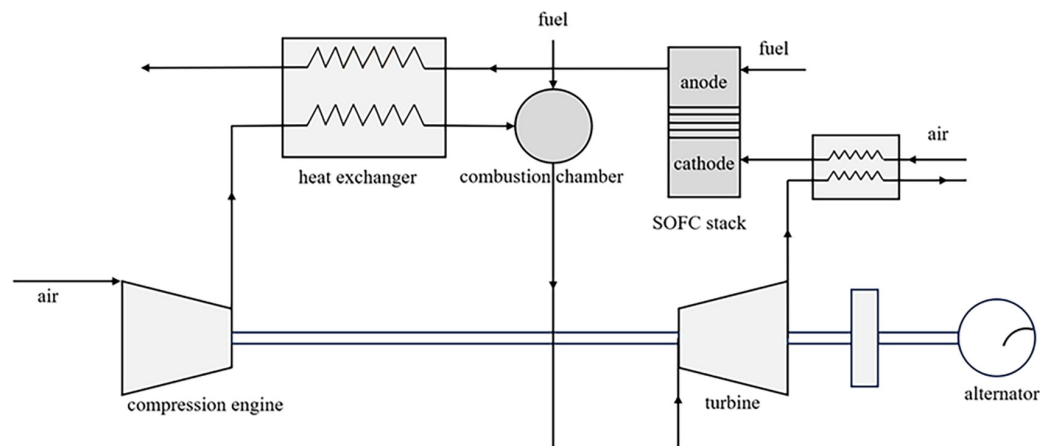 fuel
fuel
anode
air
cathode
heat exchanger
combustion chamber
SOFC stack
air
alternator
compression engine
turbine